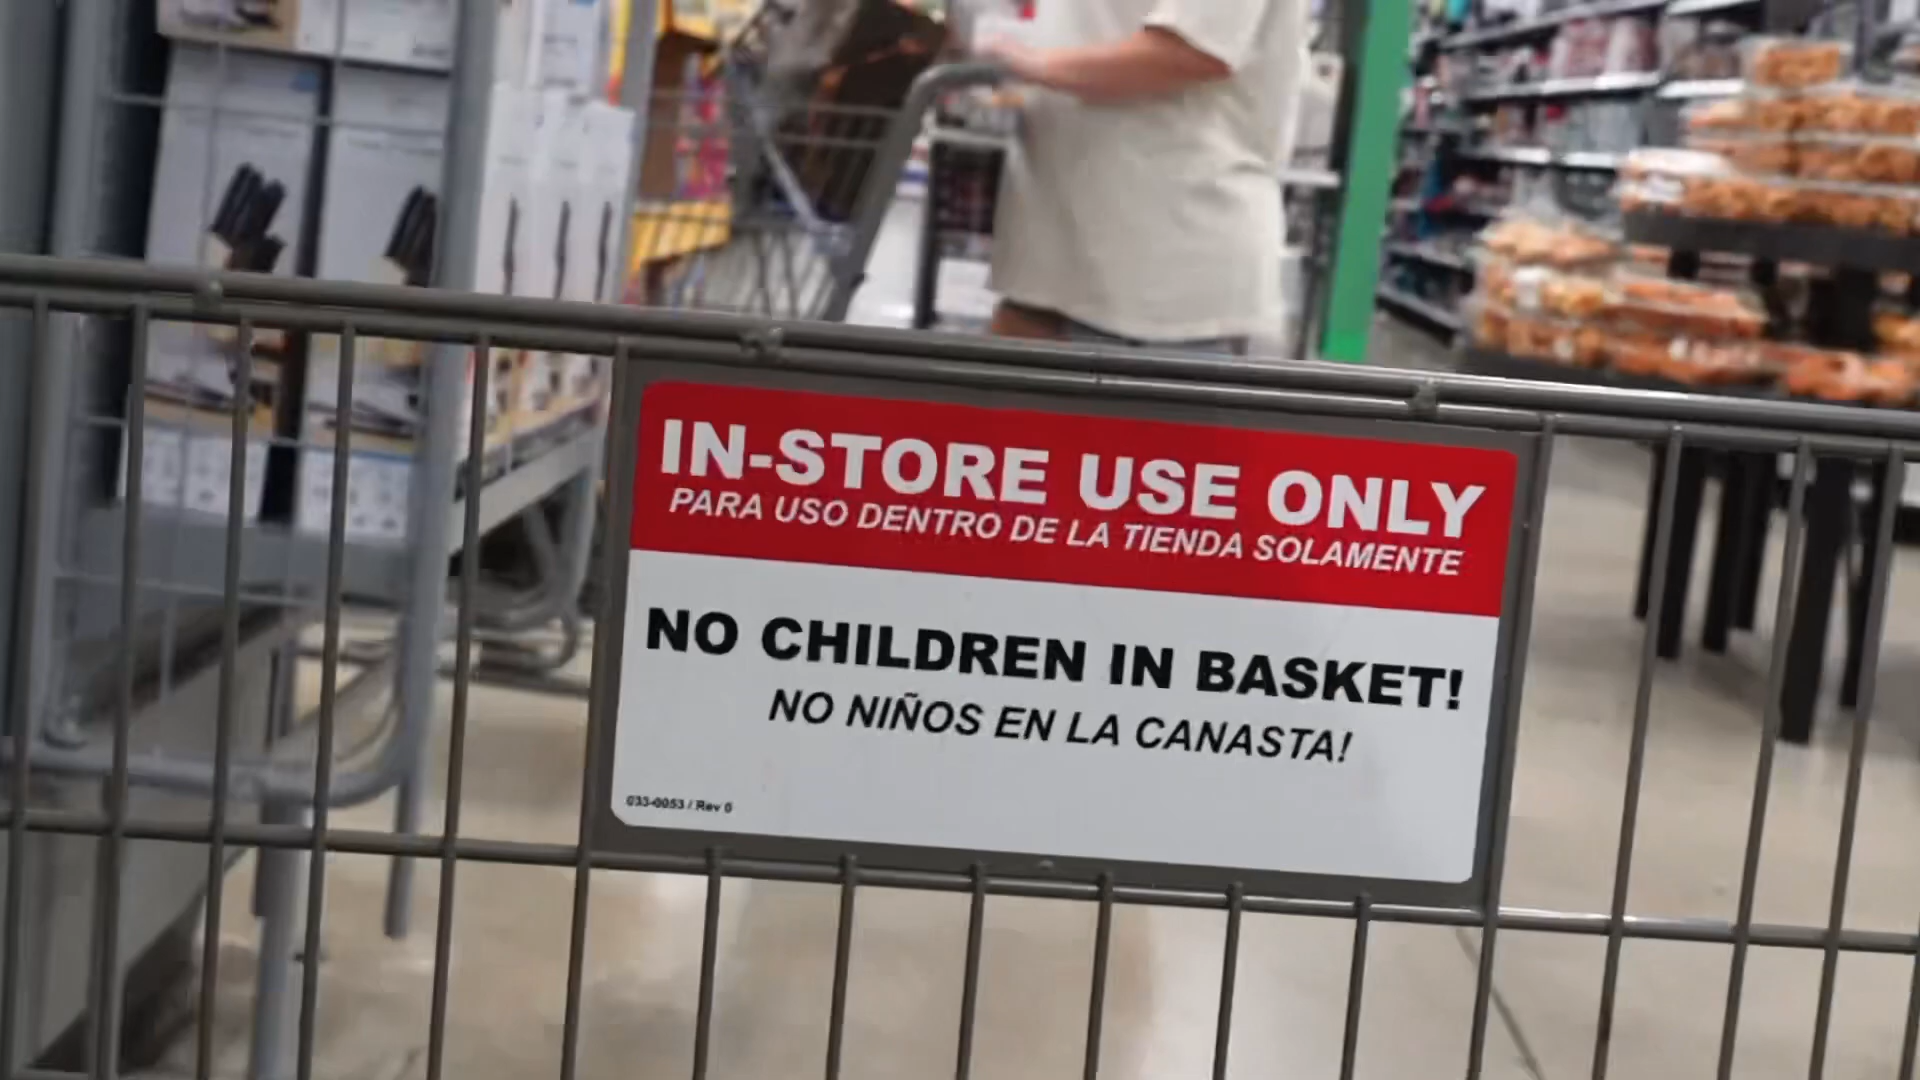 IN-STORE USE ONLY
PARA USO DENTRO DE LA TIENDA SOLAMENTE
NO CHILDREN IN BASKET!
NO NIÑOS EN LA CANASTA!
033-0053 / Rev 0